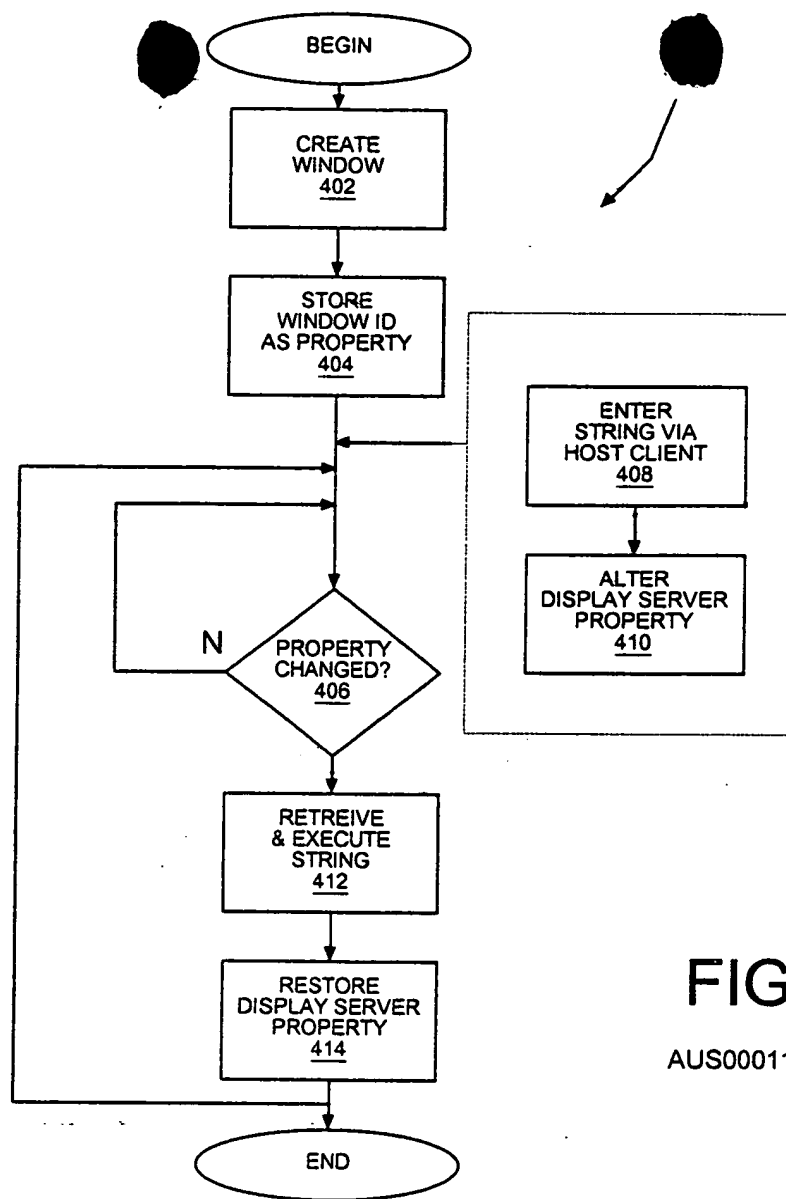 BEGIN
CREATE
WINDOW
402
STORE
WINDOW ID
AS PROPERTY
404
ENTER
STRING VIA
HOST CLIENT
408
ALTER
DISPLAY SERVER
PROPERTY
410
N
PROPERTY
CHANGED?
406
RETREIVE
& EXECUTE
STRING
412
RESTORE
DISPLAY SERVER
PROPERTY
414
END
FIG
AUS00011